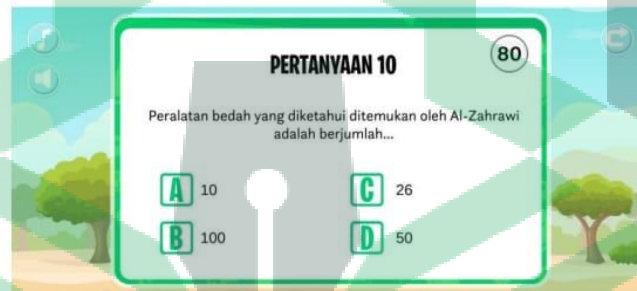 80
PERTANYAAN 10
Peralatan bedah yang diketahui ditemukan oleh Al-Zahrawi
adalah berjumlah...
A 10
C 26
B 100
D 50